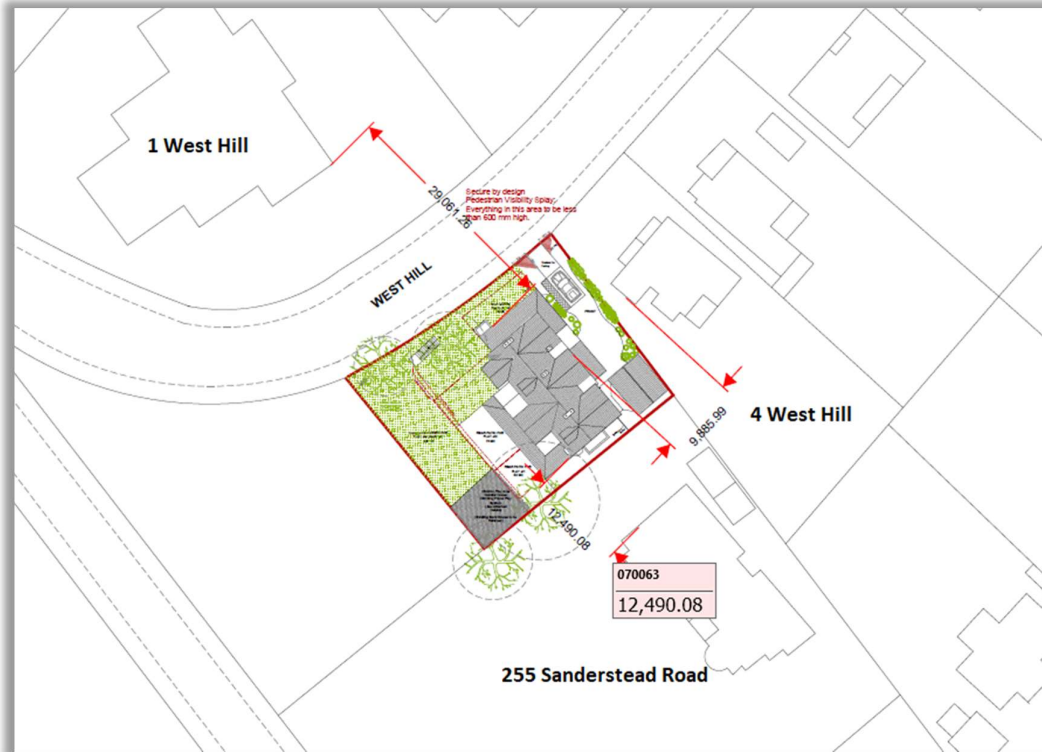 1 West Hill
29,061.26
Secure by design
Pedestrian Visibility Splay;
Everything in this area to be less
than 600 mm high.
WEST HILL
4 West Hill
9,885.99
12,490.08
070063
12,490.08
255 Sanderstead Road